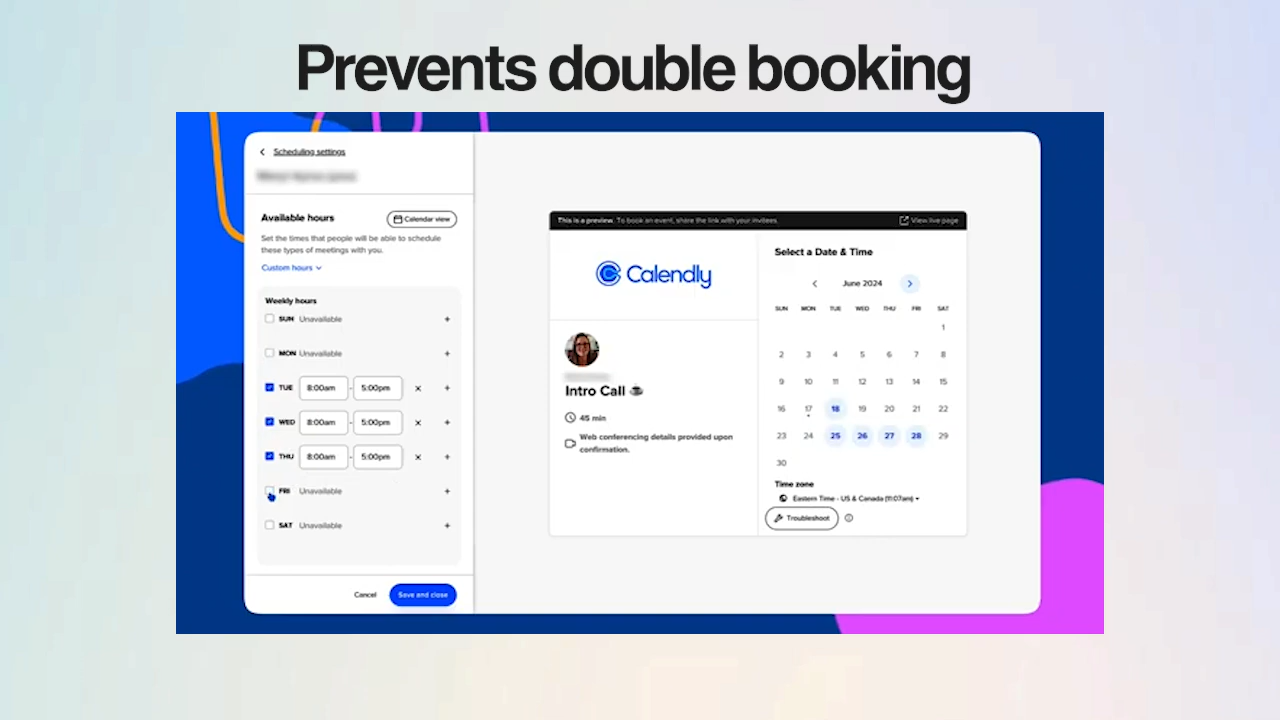 Prevents double booking
Scheduling settings
Available hours
Calendar view
Set the times that people will be able to schedule
these types of meetings with you.
Custom hours
Weekly hours
SUN Unavailable +
MON Unavailable +
TUE 8:00am - 5:00pm × +
WED 8:00am - 5:00pm × +
THU 8:00am - 5:00pm × +
FRI Unavailable +
SAT Unavailable +
Cancel Save and close
This is a preview. To book an event, share the link with your invitees.
View live page
Calendly
Intro Call
45 min
Web conferencing details provided upon
confirmation.
Select a Date & Time
June 2024
SUN MON TUE WED THU FRI SAT
1
2 3 4 5 6 7 8
9 10 11 12 13 14 15
16 17 18 19 20 21 22
23 24 25 26 27 28 29
30
Time zone
Eastern Time - US & Canada (11:07am)
Troubleshoot